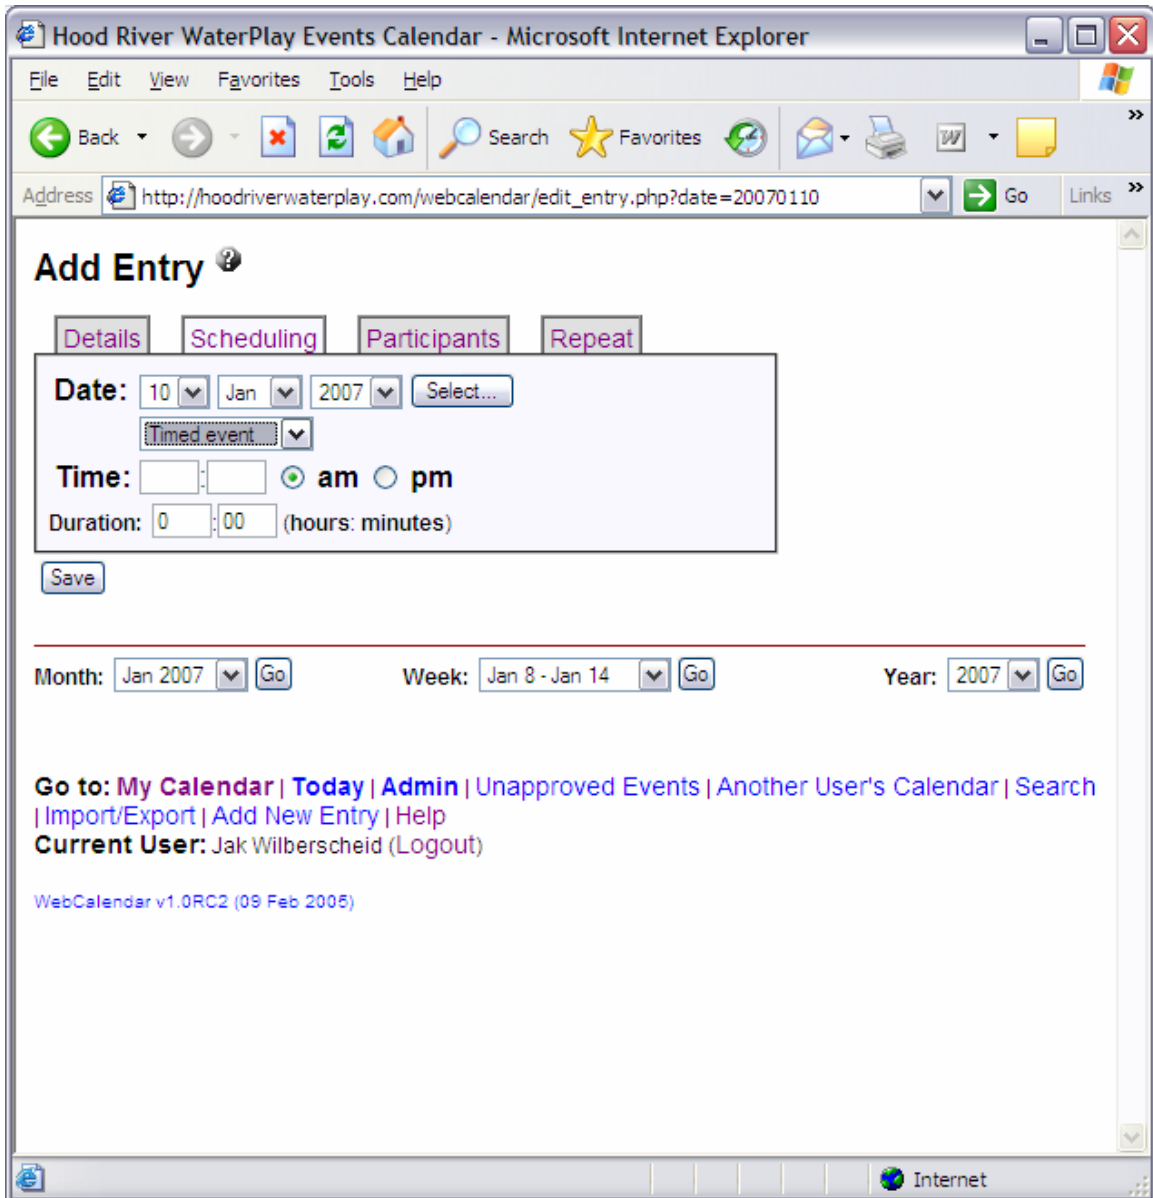 Hood River WaterPlay Events Calendar - Microsoft Internet Explorer
File Edit View Favorites Tools Help
Back Search Favorites W »
Address http://hoodriverwaterplay.com/webcalendar/edit_entry.php?date=20070110 Go Links »
Add Entry ?
Details Scheduling Participants Repeat
Date: 10 Jan 2007 Select...
Timed event
Time: : am pm
Duration: 0 :00 (hours: minutes)
Save
Month: Jan 2007 Go Week: Jan 8 - Jan 14 Go Year: 2007 Go
Go to: My Calendar | Today | Admin | Unapproved Events | Another User's Calendar | Search
| Import/Export | Add New Entry | Help
Current User: Jak Wilberscheid (Logout)
WebCalendar v1.0RC2 (09 Feb 2005)
Internet